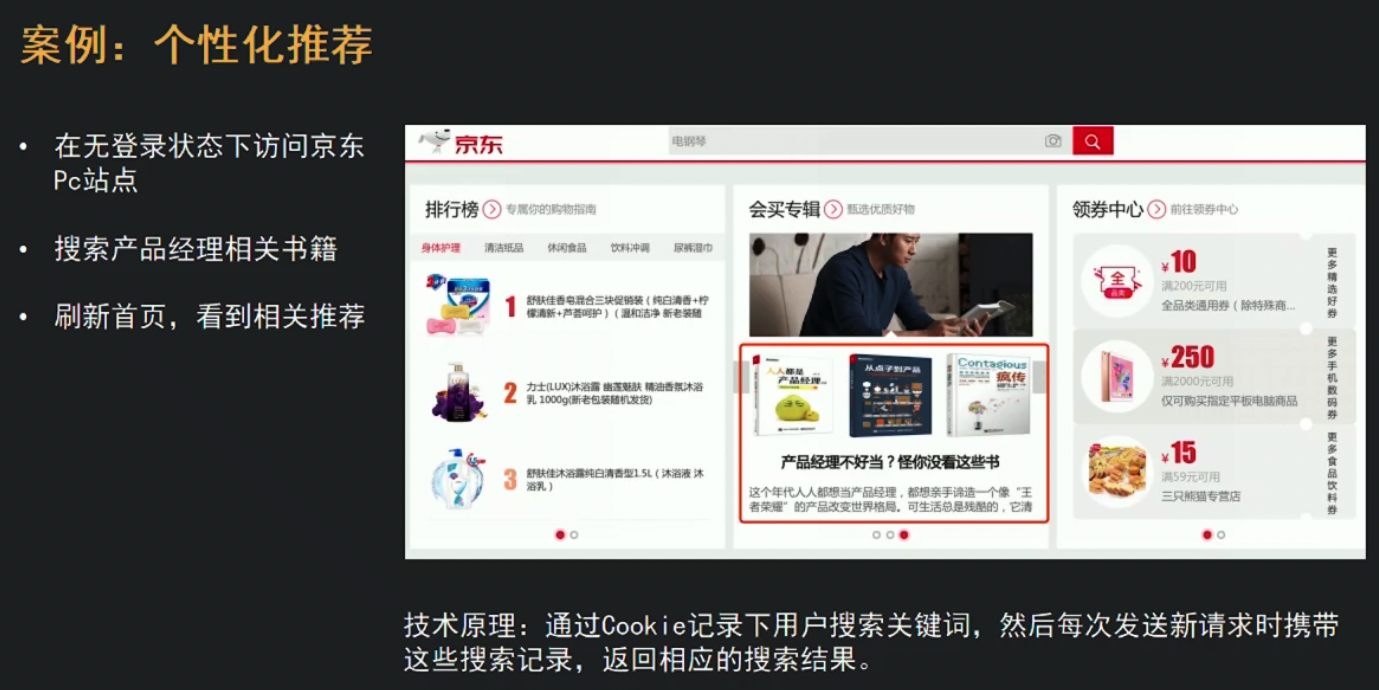 案例：个性化推荐
• 在无登录状态下访问京东
Pc站点
• 搜索产品经理相关书籍
• 刷新首页，看到相关推荐
京东
电钢琴
排行榜 专属你的购物指南
身体护理 清洁纸品 休闲食品 饮料冲调 尿裤湿巾
1
舒肤佳香皂混合三块促销装（纯白清香+柠
檬清新+芦荟呵护）（温和洁净 新老装随
2
力士(LUX)沐浴露 幽莲魅肤 精油香氛沐浴
乳 1000g(新老包装随机发货)
3
舒肤佳沐浴露纯白清香型1.5L（沐浴液 沐
浴乳）
会买专辑 甄选优质好物
人人都是
产品经理
从点子到产品
Contagious
疯传
产品经理不好当？怪你没看这些书
这个年代人人都想当产品经理，都想亲手谛造一个像“王
者荣耀”的产品改变世界格局。可生活总是残酷的，它清
领券中心 前往领券中心
全
品类
¥10
满200元可用
全品类通用券（除特殊商...
更多精选好券
¥250
满2000元可用
仅可购买指定平板电脑商品
更多手机数码券
¥15
满59元可用
三只熊猫专营店
更多食品饮料券
技术原理：通过Cookie记录下用户搜索关键词，然后每次发送新请求时携带
这些搜索记录，返回相应的搜索结果。